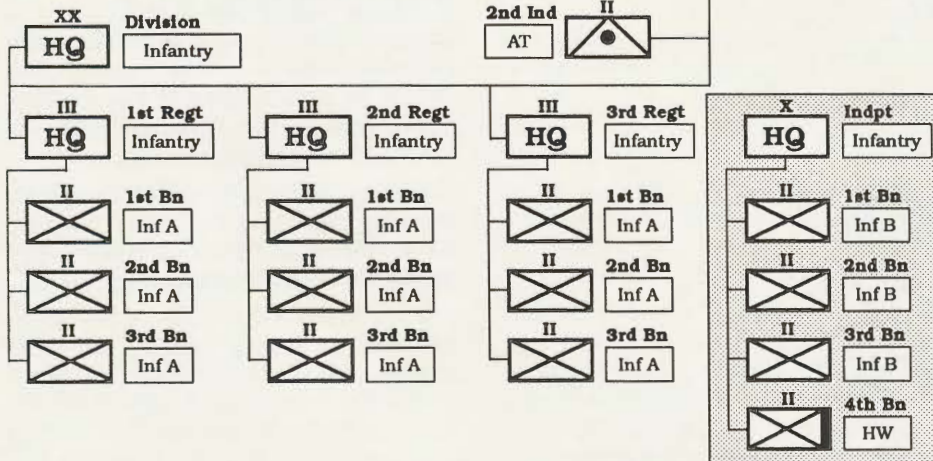 XX Division
HQ Infantry
2nd Ind II
AT
III 1st Regt
HQ Infantry
II 1st Bn
Inf A
II 2nd Bn
Inf A
II 3rd Bn
Inf A
III 2nd Regt
HQ Infantry
II 1st Bn
Inf A
II 2nd Bn
Inf A
II 3rd Bn
Inf A
III 3rd Regt
HQ Infantry
II 1st Bn
Inf A
II 2nd Bn
Inf A
II 3rd Bn
Inf A
X Indpt
HQ Infantry
II 1st Bn
Inf B
II 2nd Bn
Inf B
II 3rd Bn
Inf B
II 4th Bn
HW